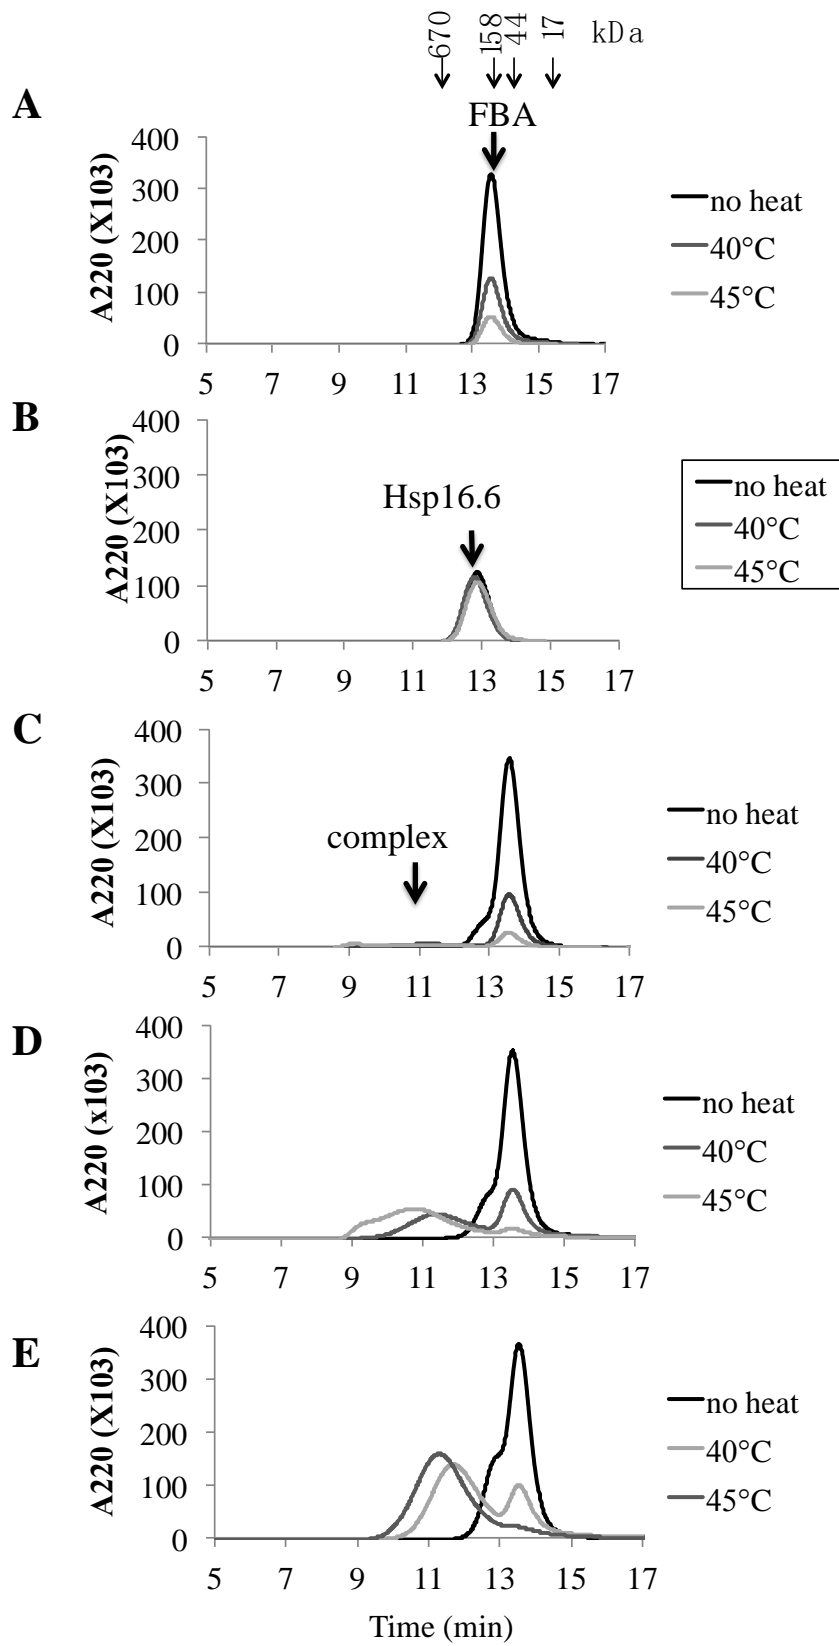 670 158 44 17 kDa
A
FBA
A220 (X103)
400
300
200
100
0
5 7 9 11 13 15 17
no heat
40°C
45°C
B
Hsp16.6
A220 (X103)
400
300
200
100
0
5 7 9 11 13 15 17
no heat
40°C
45°C
C
complex
A220 (X103)
400
300
200
100
0
5 7 9 11 13 15 17
no heat
40°C
45°C
D
A220 (x103)
400
300
200
100
0
5 7 9 11 13 15 17
no heat
40°C
45°C
E
A220 (X103)
400
300
200
100
0
5 7 9 11 13 15 17
no heat
40°C
45°C
Time (min)